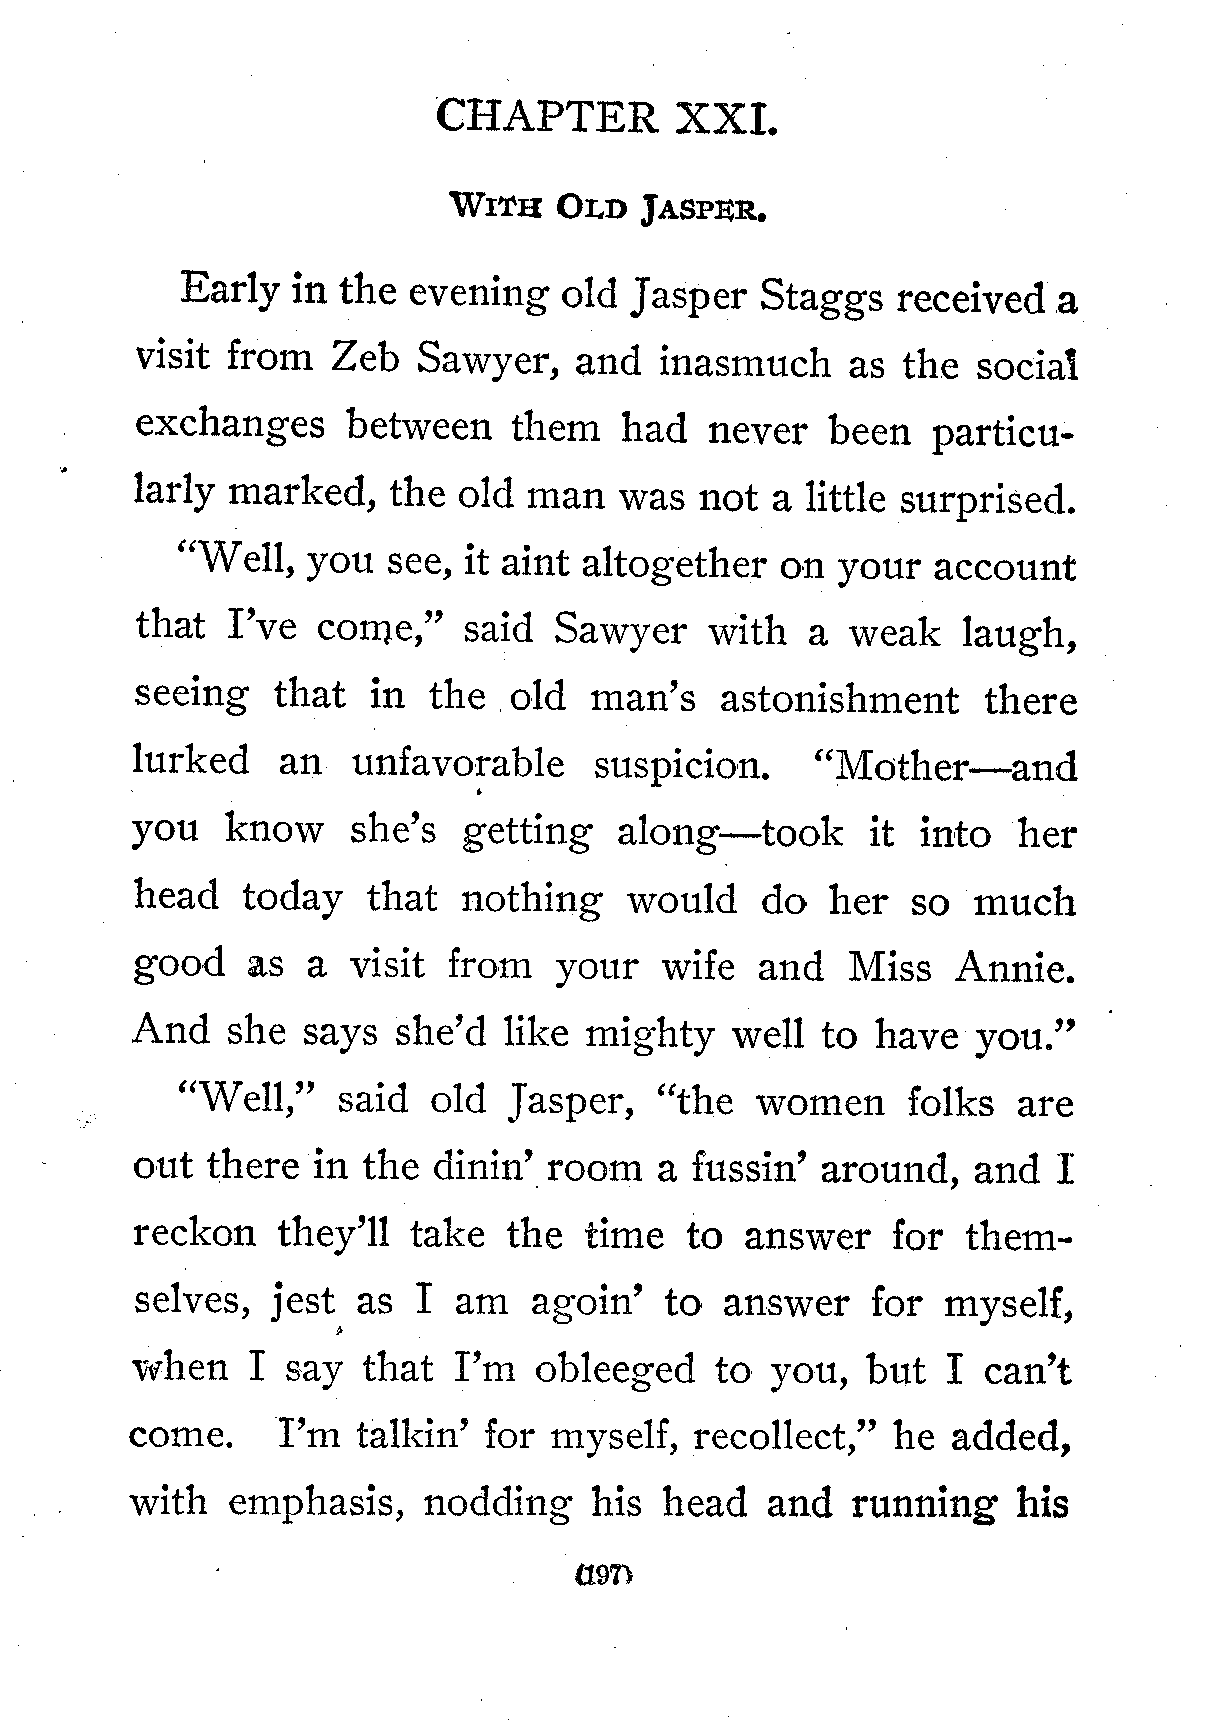 CHAPTER XXI.
WITH OLD JASPER.
Early in the evening old Jasper Staggs received a
visit from Zeb Sawyer, and inasmuch as the social
exchanges between them had never been particu-
larly marked, the old man was not a little surprised.
“Well, you see, it aint altogether on your account
that I’ve come,” said Sawyer with a weak laugh,
seeing that in the old man’s astonishment there
lurked an unfavorable suspicion. “Mother—and
you know she’s getting along—took it into her
head today that nothing would do her so much
good as a visit from your wife and Miss Annie.
And she says she’d like mighty well to have you.”
“Well,” said old Jasper, “the women folks are
out there in the dinin’ room a fussin’ around, and I
reckon they’ll take the time to answer for them-
selves, jest as I am agoin’ to answer for myself,
when I say that I’m obleeged to you, but I can’t
come. I’m talkin’ for myself, recollect,” he added,
with emphasis, nodding his head and running his
(197)